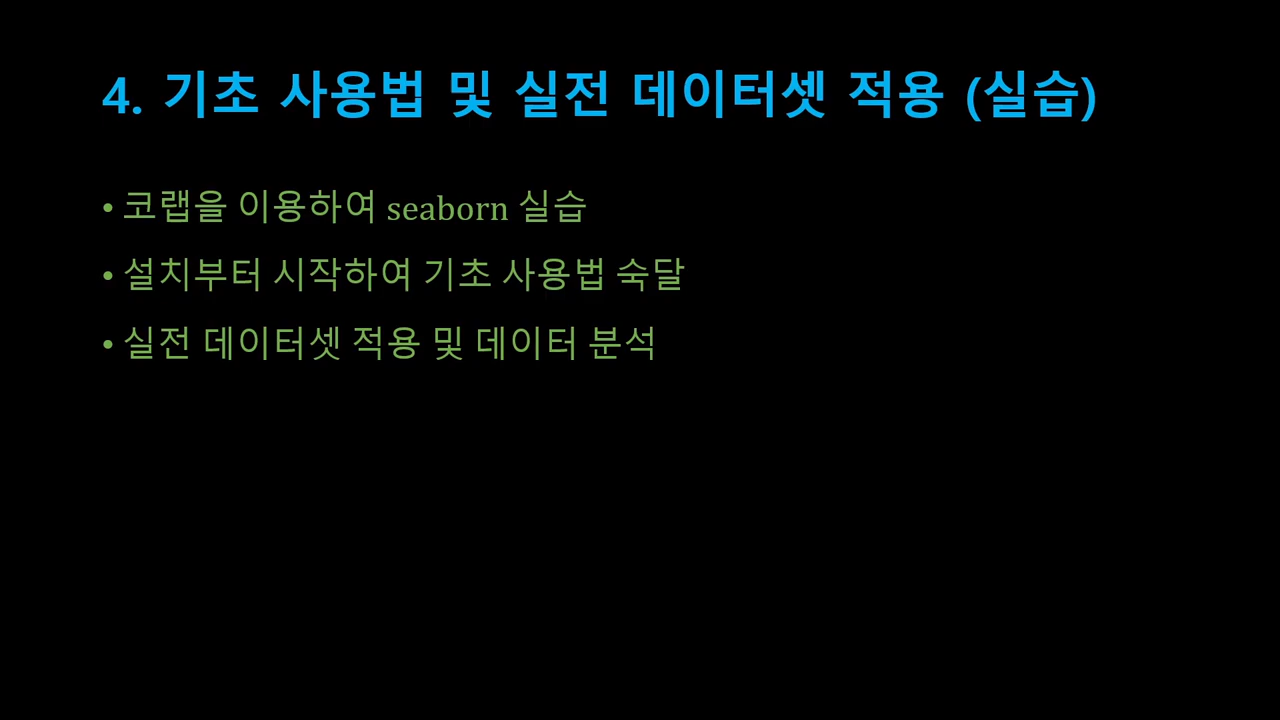 4. 기초 사용법 및 실전 데이터셋 적용 (실습)
• 코랩을 이용하여 seaborn 실습
• 설치부터 시작하여 기초 사용법 숙달
• 실전 데이터셋 적용 및 데이터 분석